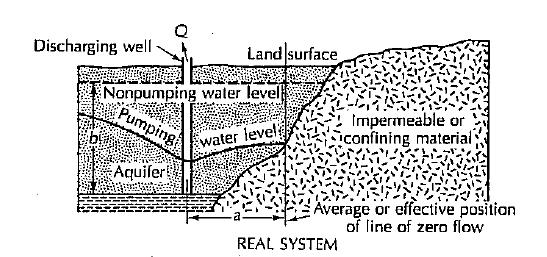 Q
Discharging well
Land surface
Nonpumping water level
Pumping water level
b
Impermeable or
confining material
Aquifer
a
Average or effective position
of line of zero flow
REAL SYSTEM